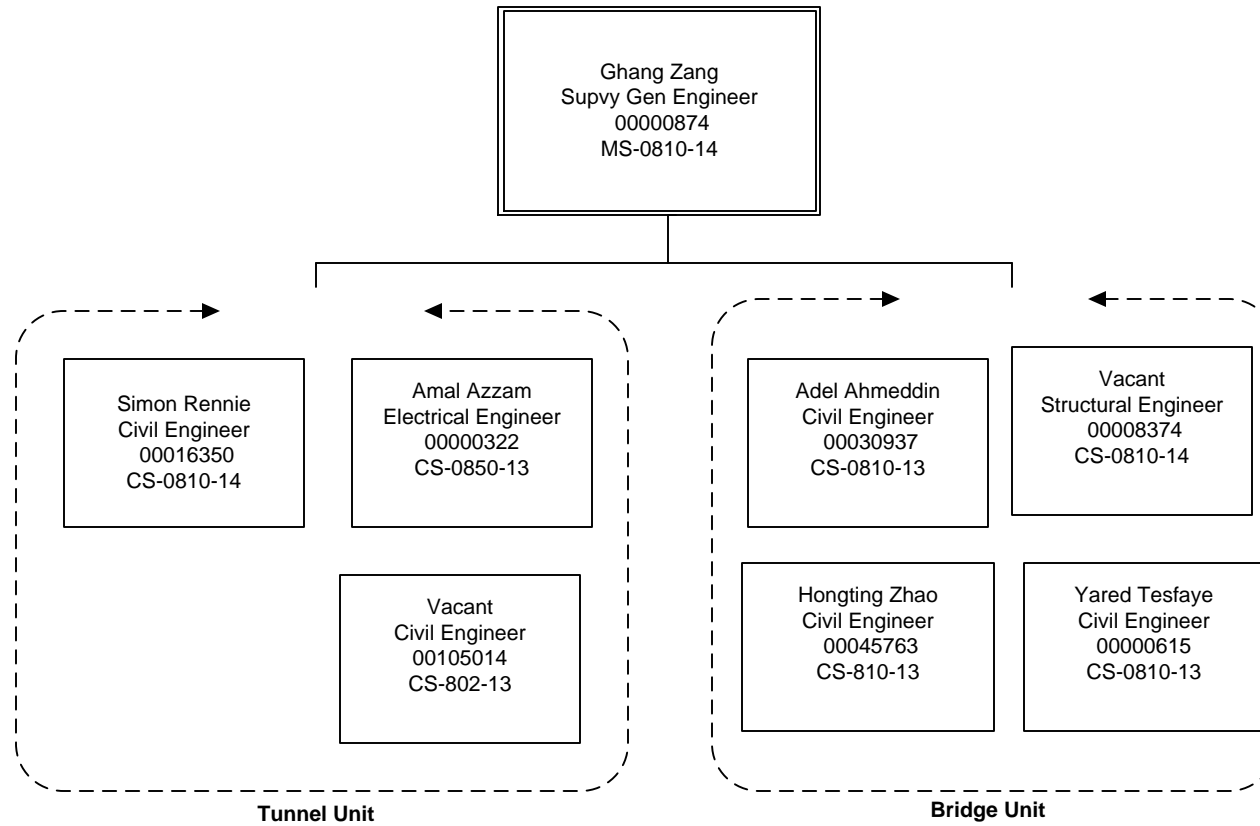 Ghang Zang
Supvy Gen Engineer
00000874
MS-0810-14
Simon Rennie
Civil Engineer
00016350
CS-0810-14
Amal Azzam
Electrical Engineer
00000322
CS-0850-13
Vacant
Civil Engineer
00105014
CS-802-13
Tunnel Unit
Adel Ahmeddin
Civil Engineer
00030937
CS-0810-13
Vacant
Structural Engineer
00008374
CS-0810-14
Hongting Zhao
Civil Engineer
00045763
CS-810-13
Yared Tesfaye
Civil Engineer
00000615
CS-0810-13
Bridge Unit